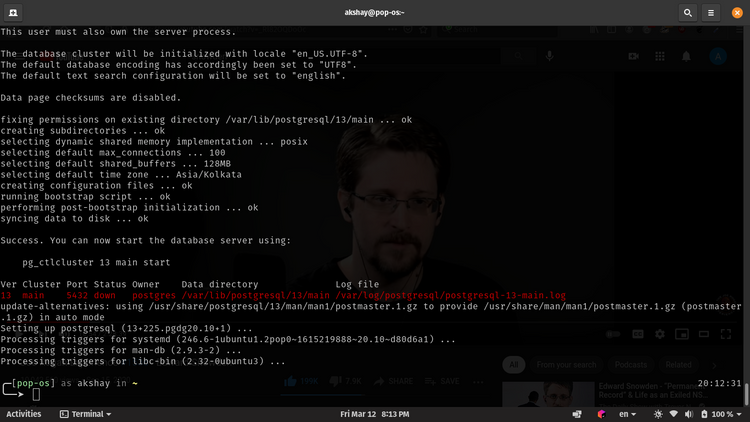 akshay@pop-os:~
This user must also own the server process.
The database cluster will be initialized with locale "en_US.UTF-8".
The default database encoding has accordingly been set to "UTF8".
The default text search configuration will be set to "english".
Data page checksums are disabled.
fixing permissions on existing directory /var/lib/postgresql/13/main ... ok
creating subdirectories ... ok
selecting dynamic shared memory implementation ... posix
selecting default max_connections ... 100
selecting default shared_buffers ... 128MB
selecting default time zone ... Asia/Kolkata
creating configuration files ... ok
running bootstrap script ... ok
performing post-bootstrap initialization ... ok
syncing data to disk ... ok
Success. You can now start the database server using:
pg_ctlcluster 13 main start
Ver Cluster Port Status Owner    Data directory              Log file
13  main    5432 down   postgres /var/lib/postgresql/13/main /var/log/postgresql/postgresql-13-main.log
update-alternatives: using /usr/share/postgresql/13/man/man1/postmaster.1.gz to provide /usr/share/man/man1/postmaster.1.gz (postmaster
.1.gz) in auto mode
Setting up postgresql (13+225.pgdg20.10+1) ...
Processing triggers for systemd (246.6-1ubuntu1.2pop0~1615219888~20.10~d80d6a1) ...
Processing triggers for man-db (2.9.3-2) ...
Processing triggers for libc-bin (2.32-0ubuntu3) ...
All From your search Podcasts Related
[pop-os] as akshay in ~ 20:12:31
199K 7.9K SHARE SAVE
Edward Snowden - "Permanent
Record" & Life as an Exiled NS...
Activities Terminal Fri Mar 12 8:13 PM en 100 %